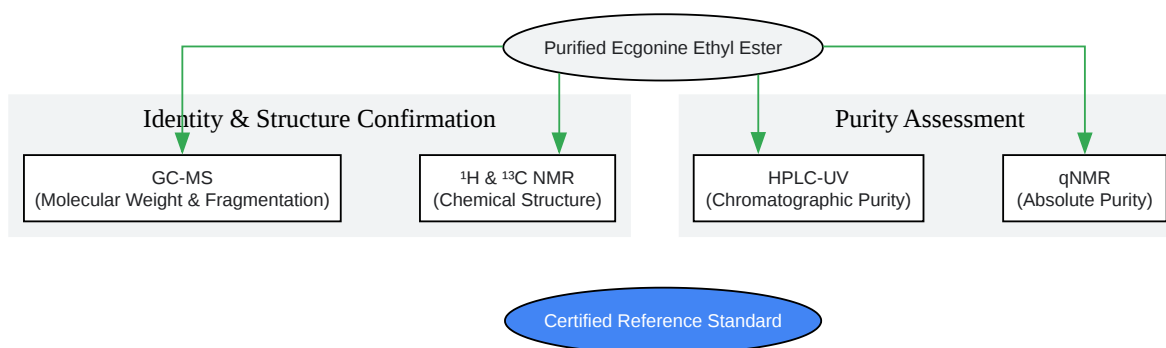 Purified Ecgonine Ethyl Ester
Identity & Structure Confirmation
Purity Assessment
GC-MS
(Molecular Weight & Fragmentation)
¹H & ¹³C NMR
(Chemical Structure)
HPLC-UV
(Chromatographic Purity)
qNMR
(Absolute Purity)
Certified Reference Standard